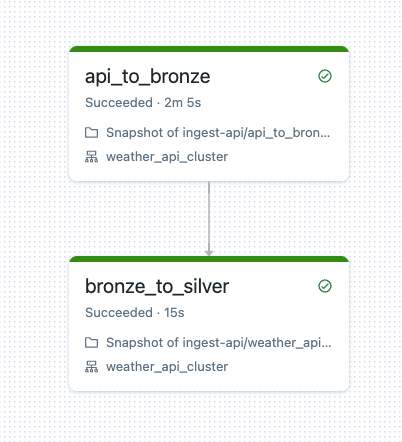 api_to_bronze
Succeeded · 2m 5s
Snapshot of ingest-api/api_to_bron...
weather_api_cluster
bronze_to_silver
Succeeded · 15s
Snapshot of ingest-api/weather_api...
weather_api_cluster